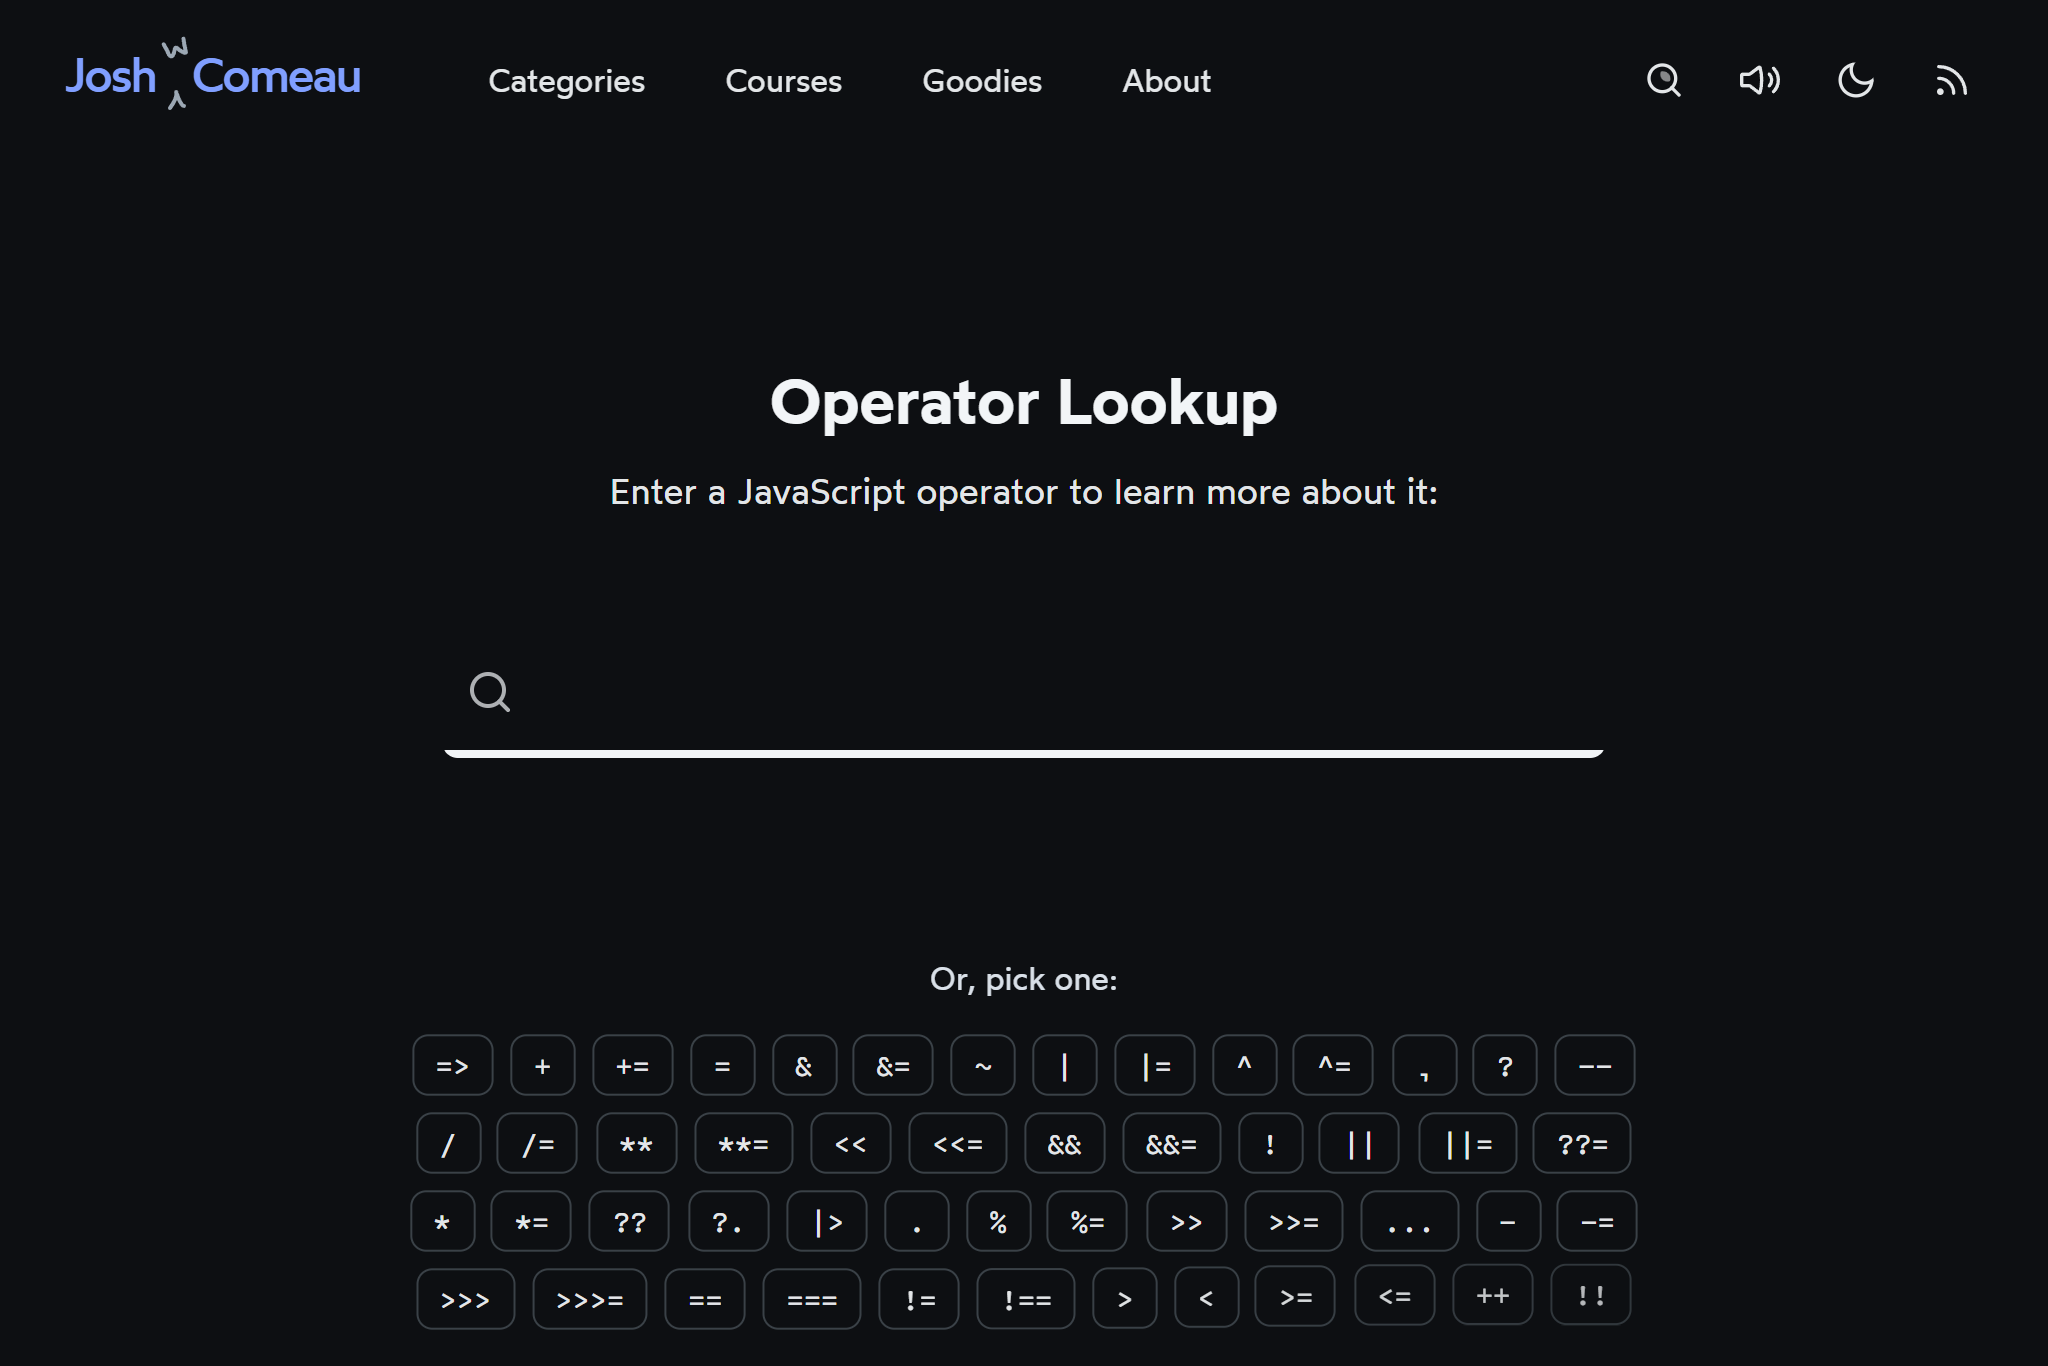 Josh W Comeau
Categories Courses Goodies About
Operator Lookup
Enter a JavaScript operator to learn more about it:
Or, pick one:
=> + += = & &= ~ | |= ^ ^= , ? --
/ /= ** **= << <<= && &&= ! || ||= ??=
* *= ?? ?. |> . % %= >> >>= ... - -=
>>> >>>= == === != !== > < >= <= ++ !!